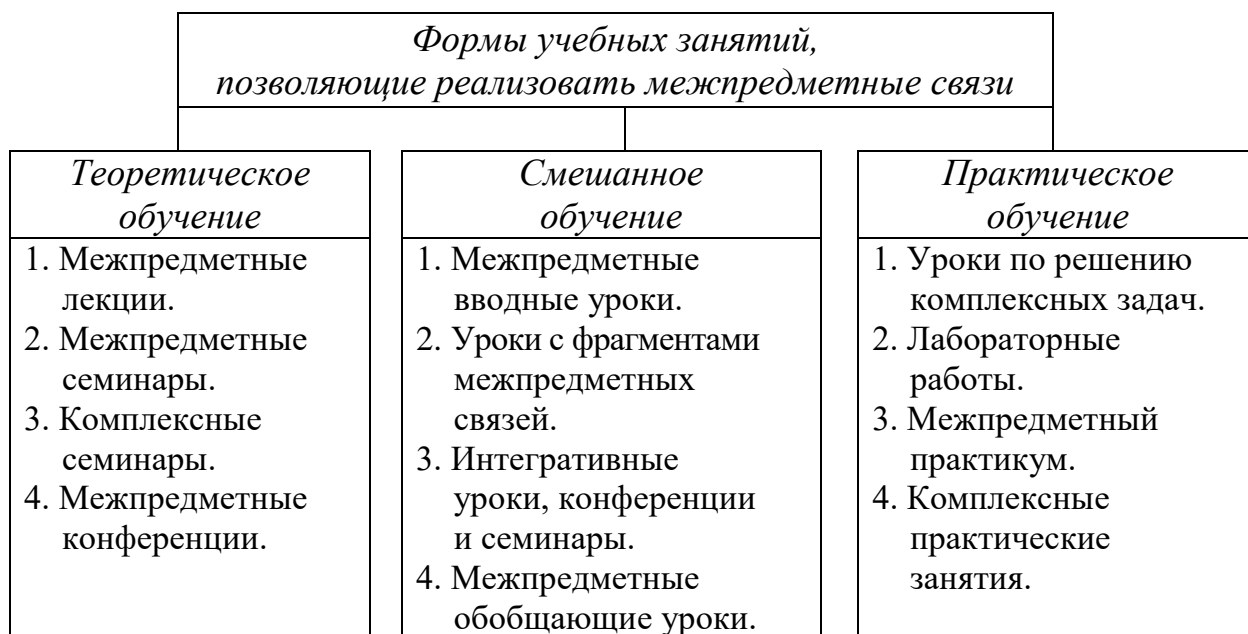 Формы учебных занятий,
позволяющие реализовать межпредметные связи
Теоретическое
обучение
1. Межпредметные
лекции.
2. Межпредметные
семинары.
3. Комплексные
семинары.
4. Межпредметные
конференции.
Смешанное
обучение
1. Межпредметные
вводные уроки.
2. Уроки с фрагментами
межпредметных
связей.
3. Интегративные
уроки, конференции
и семинары.
4. Межпредметные
обобщающие уроки.
Практическое
обучение
1. Уроки по решению
комплексных задач.
2. Лабораторные
работы.
3. Межпредметный
практикум.
4. Комплексные
практические
занятия.